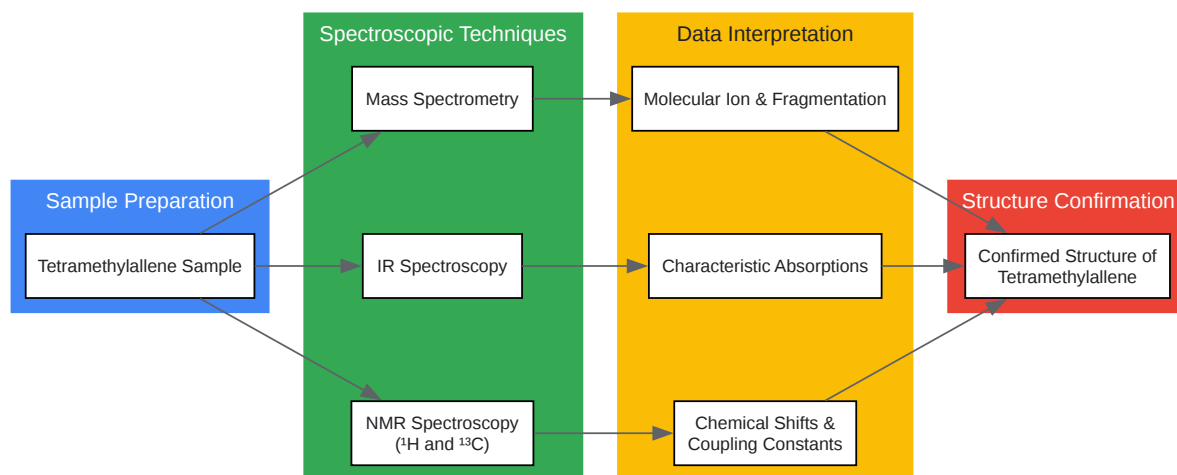 Spectroscopic Techniques
Data Interpretation
Mass Spectrometry
Molecular Ion & Fragmentation
Sample Preparation
Structure Confirmation
Tetramethylallene Sample
IR Spectroscopy
Characteristic Absorptions
Confirmed Structure of
Tetramethylallene
NMR Spectroscopy
(¹H and ¹³C)
Chemical Shifts &
Coupling Constants